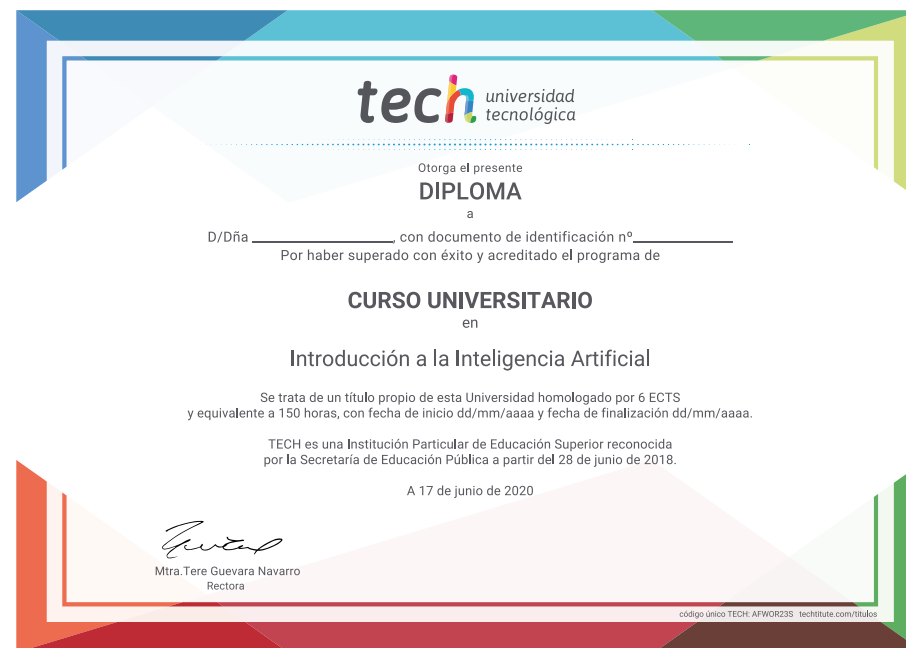 tech universidad
tecnológica
Otorga el presente
DIPLOMA
a
D/Dña ____________________, con documento de identificación nº______________
Por haber superado con éxito y acreditado el programa de
CURSO UNIVERSITARIO
en
Introducción a la Inteligencia Artificial
Se trata de un título propio de esta Universidad homologado por 6 ECTS
y equivalente a 150 horas, con fecha de inicio dd/mm/aaaa y fecha de finalización dd/mm/aaaa.
TECH es una Institución Particular de Educación Superior reconocida
por la Secretaría de Educación Pública a partir del 28 de junio de 2018.
A 17 de junio de 2020
Mtra.Tere Guevara Navarro
Rectora
código único TECH: AFWOR23S techtitute.com/titulos